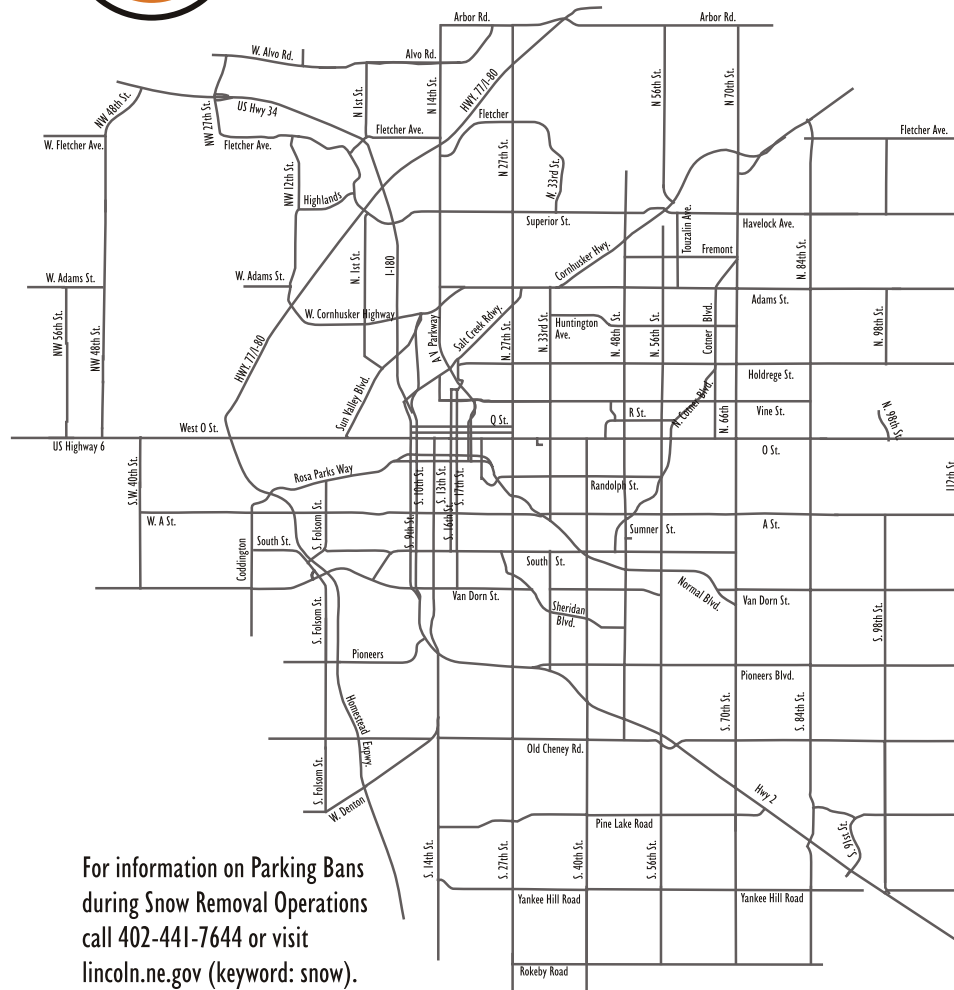 Arbor Rd.
Arbor Rd.
W. Alvo Rd.
Alvo Rd.
NW 48th St.
NW 27th St.
US Hwy 34
N 1st St.
N 14th St.
HWY. 77/I-80
N 56th St.
N 70th St.
W. Fletcher Ave.
Fletcher Ave.
Fletcher Ave.
Fletcher
Fletcher Ave.
NW 12th St.
Highlands
N 27th St.
N. 33rd St.
Superior St.
Touzalin Ave.
Havelock Ave.
Fremont
N. 84th St.
Cornhusker Hwy.
W. Adams St.
W. Adams St.
N. 1st St.
I-180
Adams St.
W. Cornhusker Highway
NW 56th St.
NW 48th St.
HWY. 77/I-80
A V Parkway
Salt Creek Rdwy.
N. 27th St.
N. 33rd St.
Huntington
Ave.
N. 48th St.
N. 56th St.
Cotner Blvd.
N. 98th St.
Holdrege St.
Sun Valley Blvd.
N. Cotner Blvd.
N. 66th
Vine St.
R St.
Q St.
N. 98th St.
West O St.
US Highway 6
O St.
S.W. 40th St.
Rosa Parks Way
S. 10th St.
S. 13th St.
S. 17th St.
Randolph St.
112th St.
W. A St.
S. Folsom St.
S. 9th St.
S. 16th St.
Sumner St.
A St.
Coddington
South St.
South St.
Normal Blvd.
Van Dorn St.
Sheridan
Blvd.
Van Dorn St.
S. Folsom St.
S. 98th St.
Pioneers
Pioneers Blvd.
Homestead Expwy.
S. 70th St.
S. 84th St.
Old Cheney Rd.
S. Folsom St.
W. Denton
Hwy 2
Pine Lake Road
S. 91st St.
S. 14th St.
S. 27th St.
S. 40th St.
S. 56th St.
Yankee Hill Road
Yankee Hill Road
Rokeby Road
For information on Parking Bans
during Snow Removal Operations
call 402-441-7644 or visit
lincoln.ne.gov (keyword: snow).